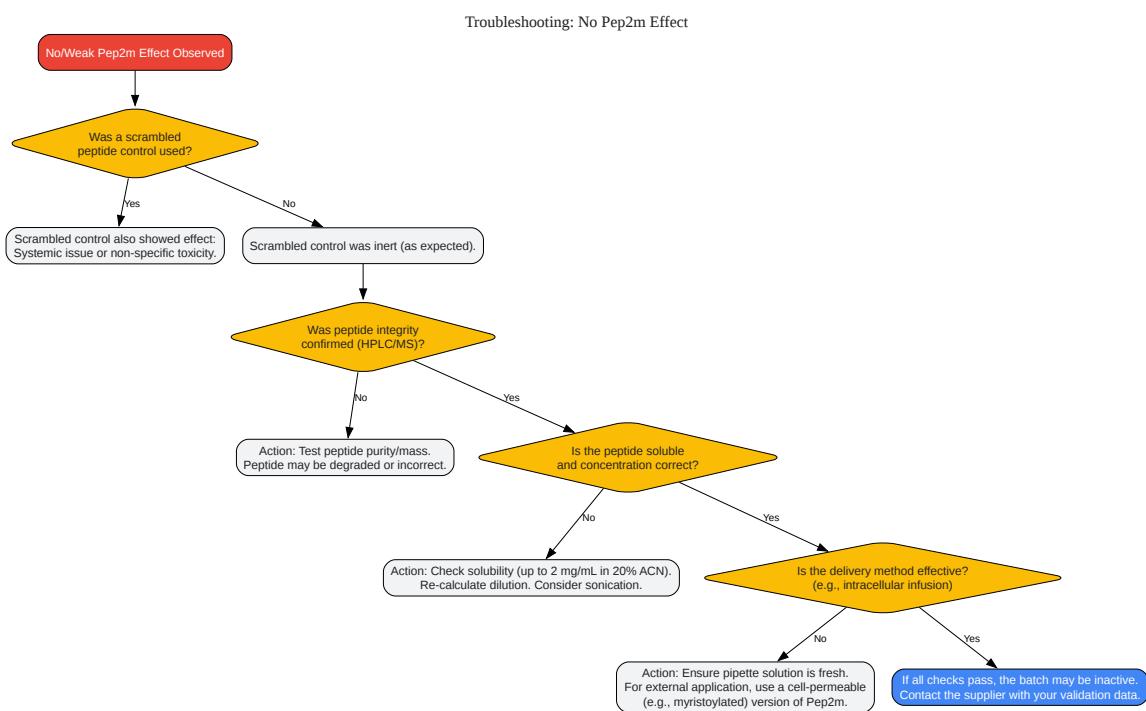 Troubleshooting: No Pep2m Effect
No/Weak Pep2m Effect Observed
Was a scrambled
peptide control used?
Yes
No
Scrambled control also showed effect:
Systemic issue or non-specific toxicity.
Scrambled control was inert (as expected).
Was peptide integrity
confirmed (HPLC/MS)?
No
Yes
Action: Test peptide purity/mass.
Peptide may be degraded or incorrect.
Is the peptide soluble
and concentration correct?
No
Yes
Action: Check solubility (up to 2 mg/mL in 20% ACN).
Re-calculate dilution. Consider sonication.
Is the delivery method effective?
(e.g., intracellular infusion)
No
Yes
Action: Ensure pipette solution is fresh.
For external application, use a cell-permeable
(e.g., myristoylated) version of Pep2m.
If all checks pass, the batch may be inactive.
Contact the supplier with your validation data.